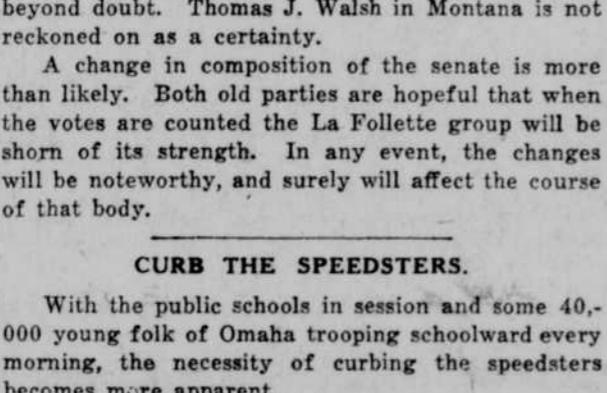 beyond doubt. Thomas J. Walsh in Montana is not
reckoned on as a certainty.
A change in composition of the senate is more
than likely. Both old parties are hopeful that when
the votes are counted the La Follette group will be
shorn of its strength. In any event, the changes
will be noteworthy, and surely will affect the course
of that body.
CURB THE SPEEDSTERS.
With the public schools in session and some 40,-
000 young folk of Omaha trooping schoolward every
morning, the necessity of curbing the speedsters
becomes more apparent